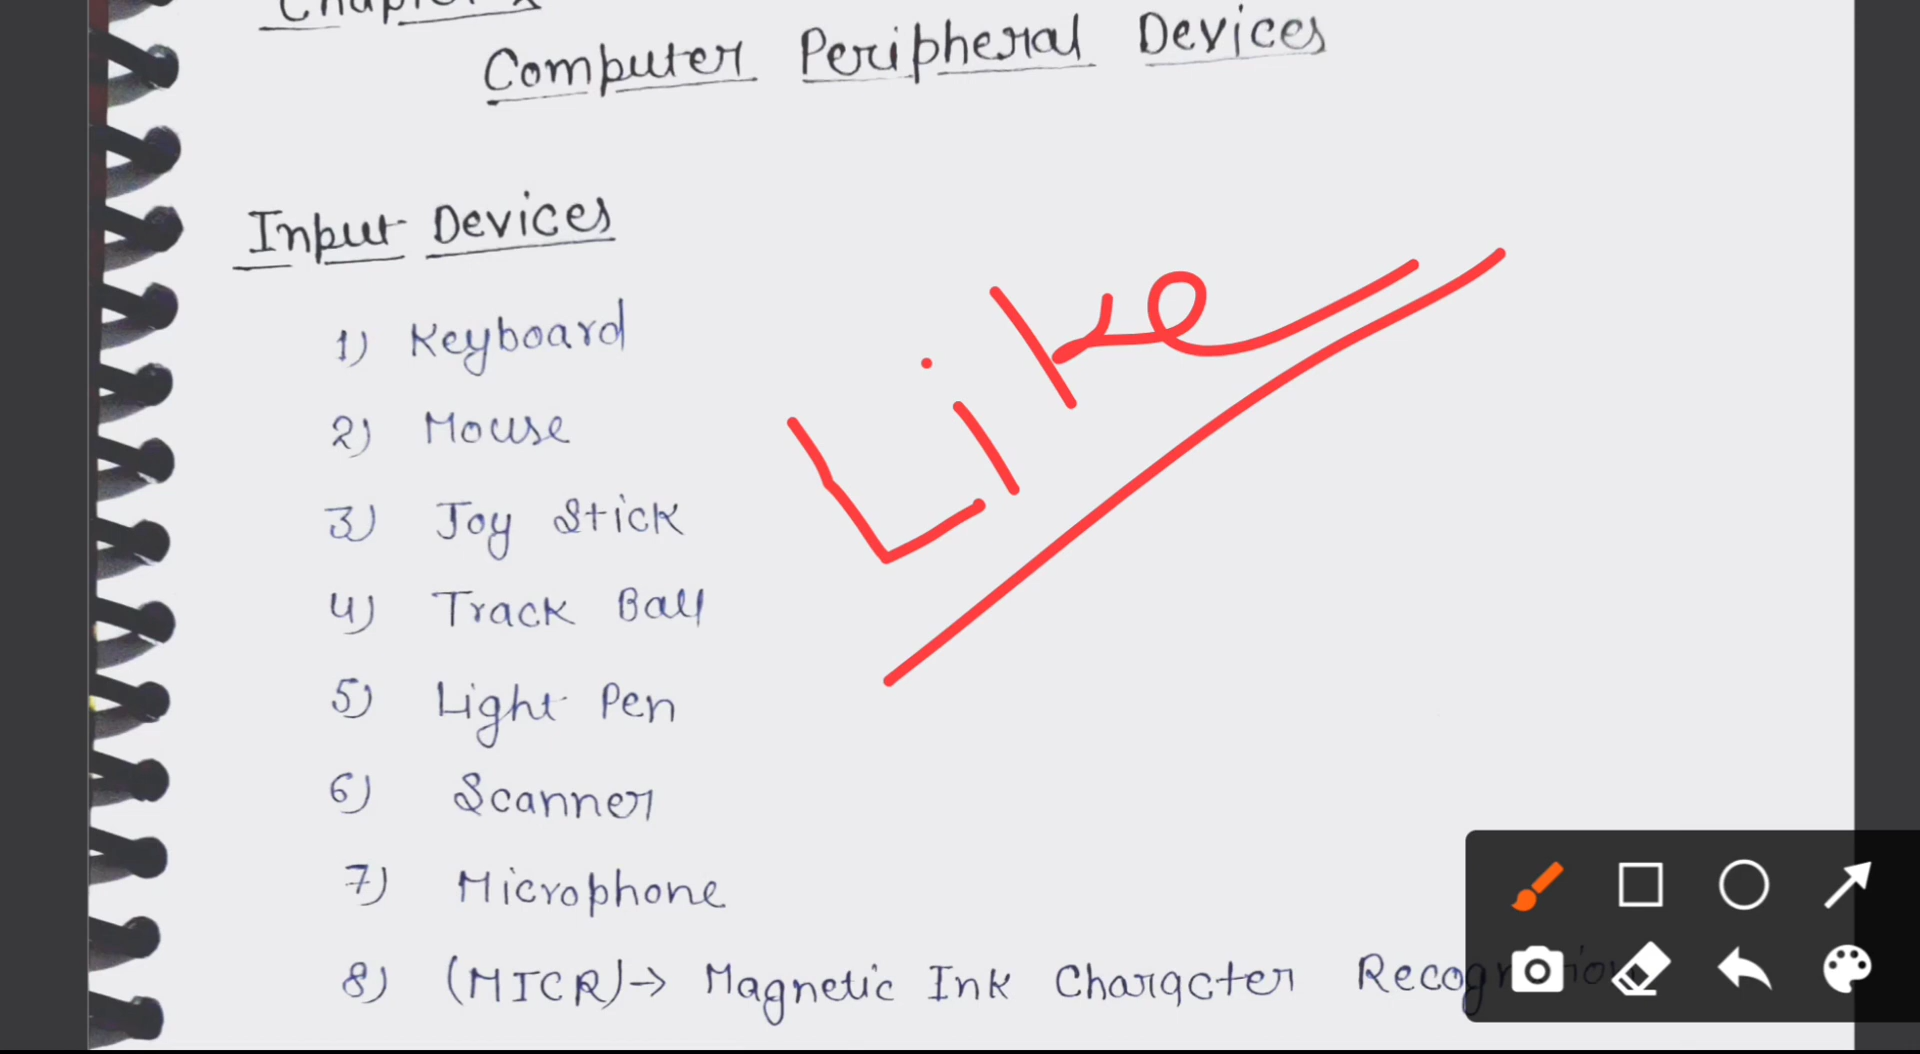 Computer Peripheral Devices
Input Devices
1) Keyboard
2) Mouse
3) Joy Stick
4) Track Ball
5) Light Pen
6) Scanner
7) Microphone
8) (MICR)→ Magnetic Ink Character Recognition
Like